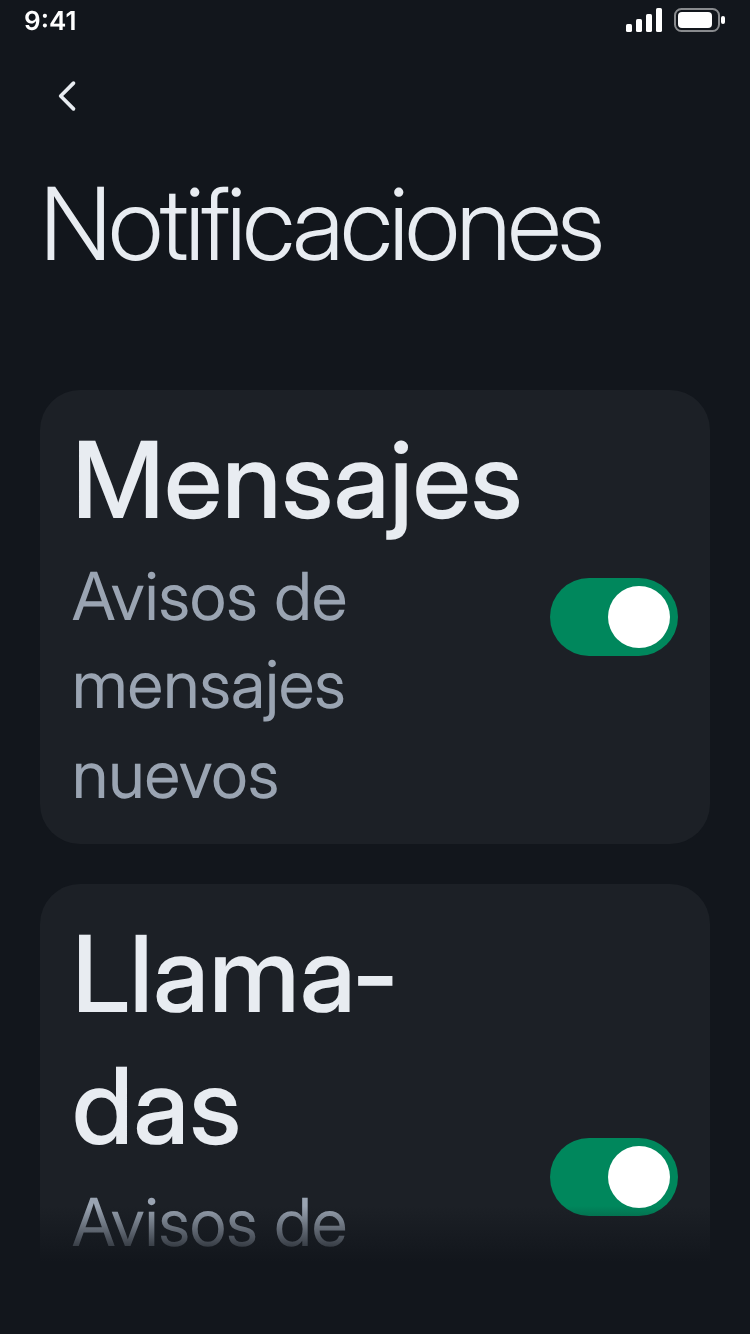 9:41
Notificaciones
Mensajes
Avisos de
mensajes
nuevos
Llama-
das
Avisos de